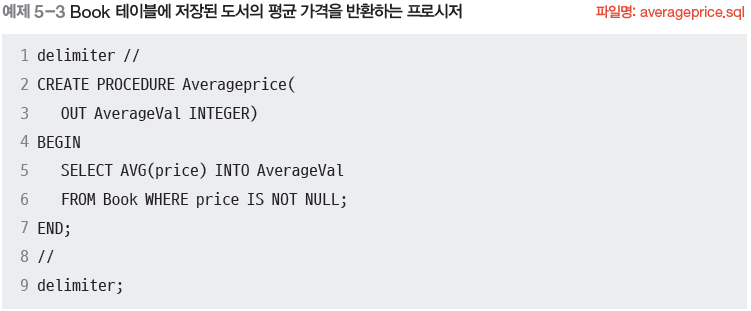 예제 5-3 Book 테이블에 저장된 도서의 평균 가격을 반환하는 프로시저 파일명: averageprice.sql
1 delimiter //
2 CREATE PROCEDURE Averageprice(
3 OUT AverageVal INTEGER)
4 BEGIN
5 SELECT AVG(price) INTO AverageVal
6 FROM Book WHERE price IS NOT NULL;
7 END;
8 //
9 delimiter;